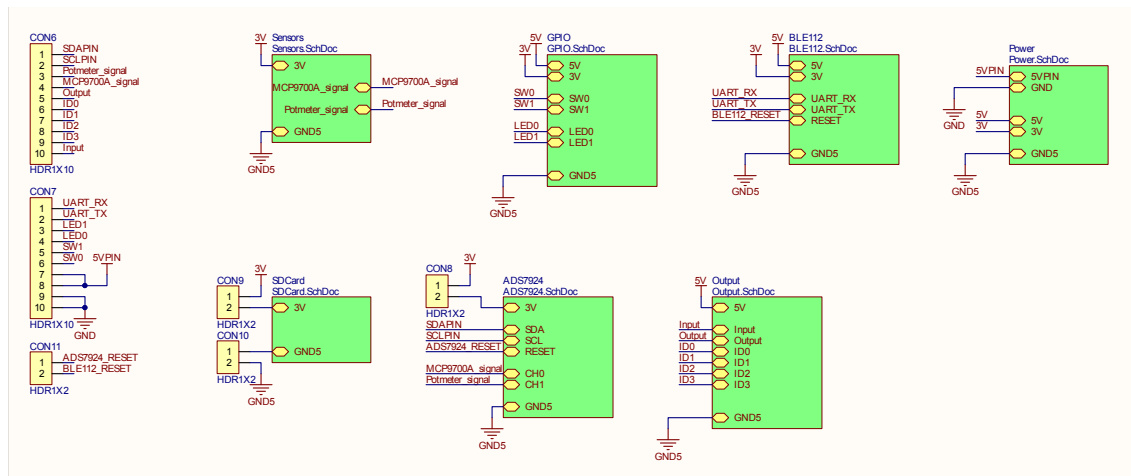 CON6
1 SDAPIN
2 SCLPIN
3 Potmeter_signal
4 MCP9700A_signal
5 Output
6 ID0
7 ID1
8 ID2
9 ID3
10 Input
HDR1X10
Sensors
Sensors.SchDoc
3V
3V
MCP9700A_signal MCP9700A_signal
Potmeter_signal Potmeter_signal
GND5
GND5
GPIO
GPIO.SchDoc
5V
3V
5V
3V
SW0 SW0
SW1 SW1
LED0 LED0
LED1 LED1
GND5
GND5
BLE112
BLE112.SchDoc
5V
3V
5V
3V
UART_RX UART_RX
UART_TX UART_TX
BLE112_RESET RESET
GND5
GND5
Power
Power.SchDoc
5VPIN 5VPIN
GND
GND
5V 5V
3V 3V
GND5
GND5
CON7
1 UART_RX
2 UART_TX
3 LED1
4 LED0
5 SW1
6 SW0
7 5VPIN
8
9
10
HDR1X10
GND
CON11
1 ADS7924_RESET
2 BLE112_RESET
HDR1X2
CON9
3V
1
2
HDR1X2
CON10
1
2
HDR1X2
GND5
SDCard
SDCard.SchDoc
3V
GND5
CON8
3V
1
2
HDR1X2
ADS7924
ADS7924.SchDoc
3V
SDAPIN SDA
SCLPIN SCL
ADS7924_RESET RESET
MCP9700A_signal CH0
Potmeter_signal CH1
GND5
GND5
Output
Output.SchDoc
5V
5V
Input Input
Output Output
ID0 ID0
ID1 ID1
ID2 ID2
ID3 ID3
GND5
GND5